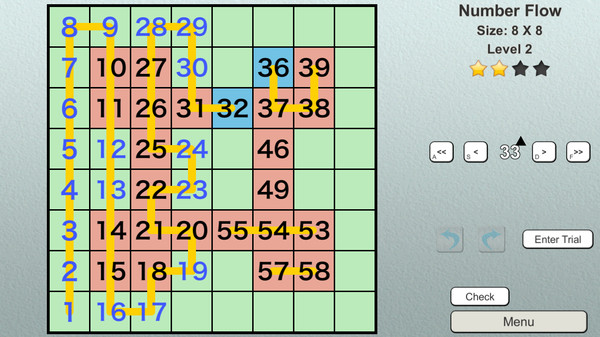 8 9 28 29
Number Flow
Size: 8 X 8
Level 2
7 10 27 30 36 39
6 11 26 31 32 37 38
5 12 25 24 46
A << S < 33 D > F >>
4 13 22 23 49
3 14 21 20 55 54 53
Enter Trial
2 15 18 19 57 58
Check
1 16 17
Menu